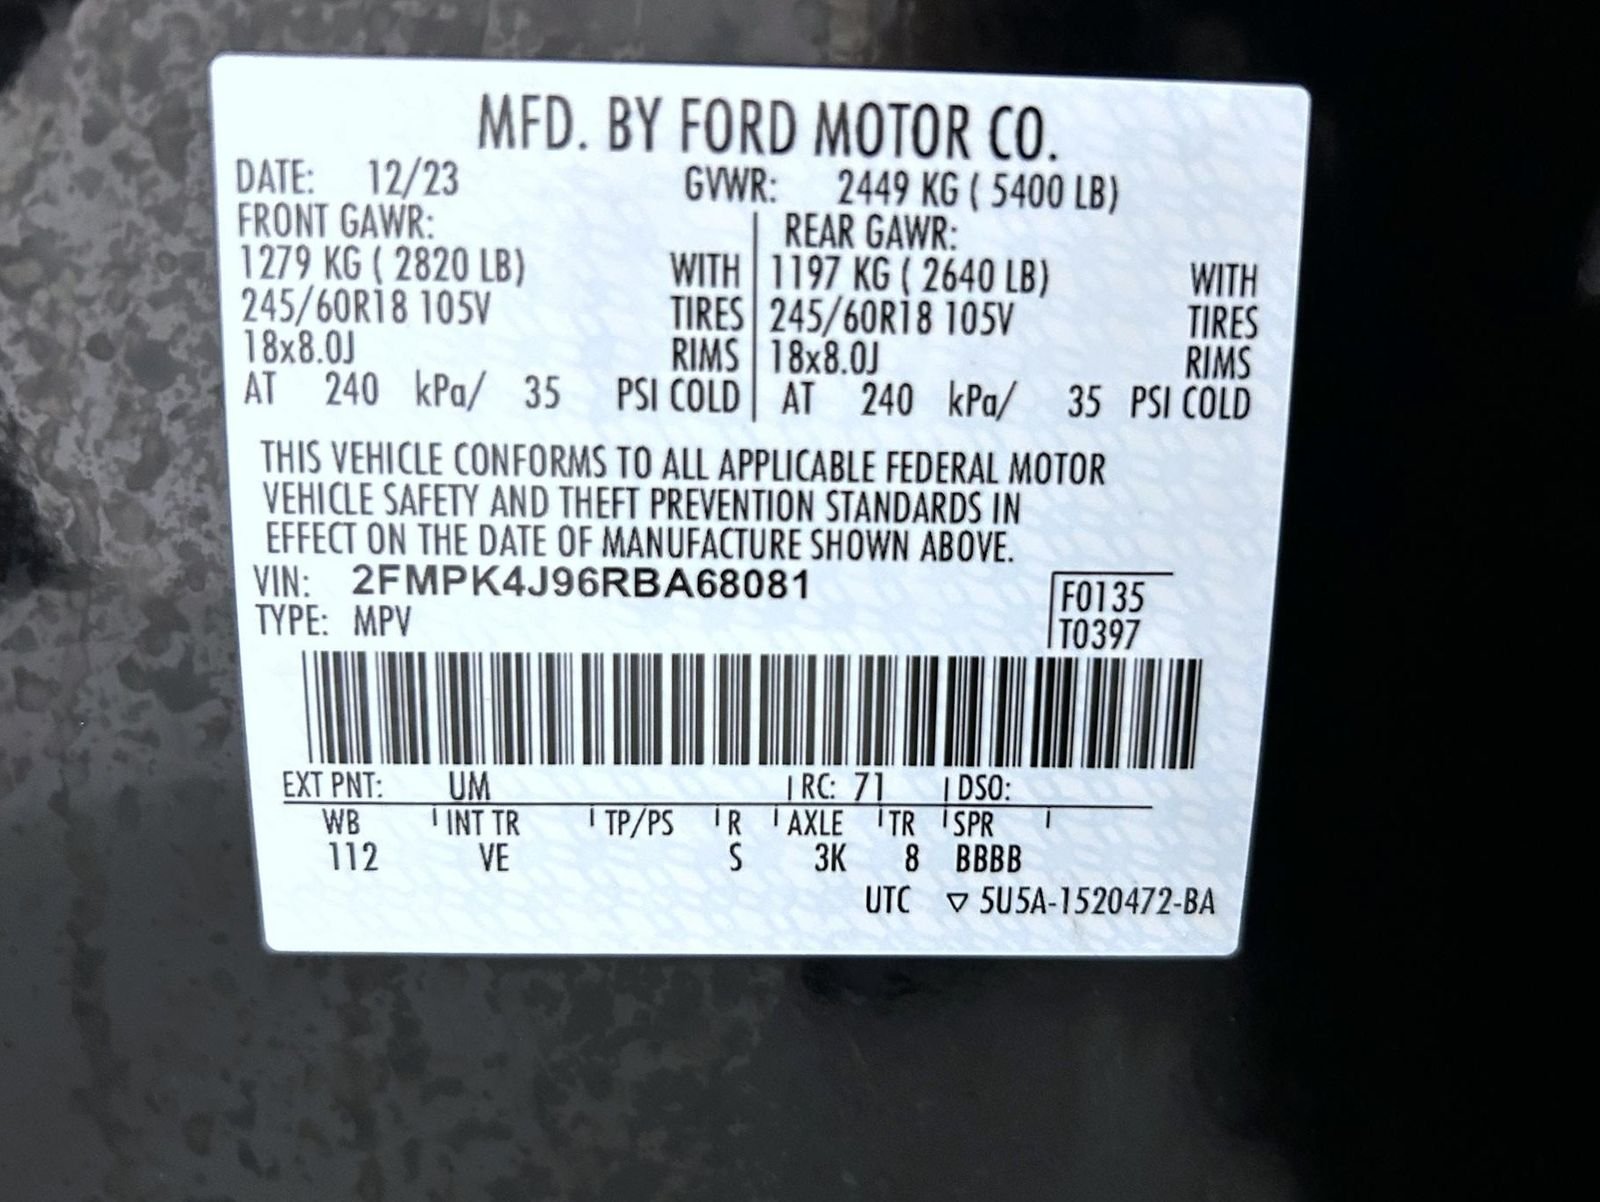 MFD. BY FORD MOTOR CO.
DATE: 12/23 GVWR: 2449 KG ( 5400 LB)
FRONT GAWR: REAR GAWR:
1279 KG ( 2820 LB) WITH 1197 KG ( 2640 LB) WITH
245/60R18 105V TIRES 245/60R18 105V TIRES
18x8.0J RIMS 18x8.0J RIMS
AT 240 kPa/ 35 PSI COLD AT 240 kPa/ 35 PSI COLD
THIS VEHICLE CONFORMS TO ALL APPLICABLE FEDERAL MOTOR
VEHICLE SAFETY AND THEFT PREVENTION STANDARDS IN
EFFECT ON THE DATE OF MANUFACTURE SHOWN ABOVE.
VIN: 2FMPK4J96RBA68081 F0135
TYPE: MPV T0397
EXT PNT: UM RC: 71 DSO:
WB INT TR TP/PS R AXLE TR SPR
112 VE S 3K 8 BBBB
UTC ▽ 5U5A-1520472-BA